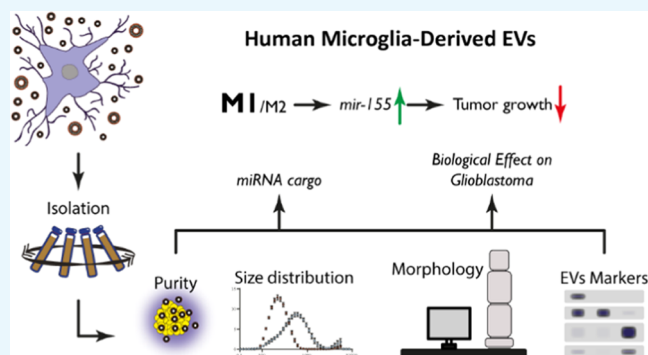 Human Microglia-Derived EVs
M1/M2 mir-155 Tumor growth
miRNA cargo
Biological Effect on
Glioblastoma
Isolation
Purity
Size distribution
Morphology
EVs Markers